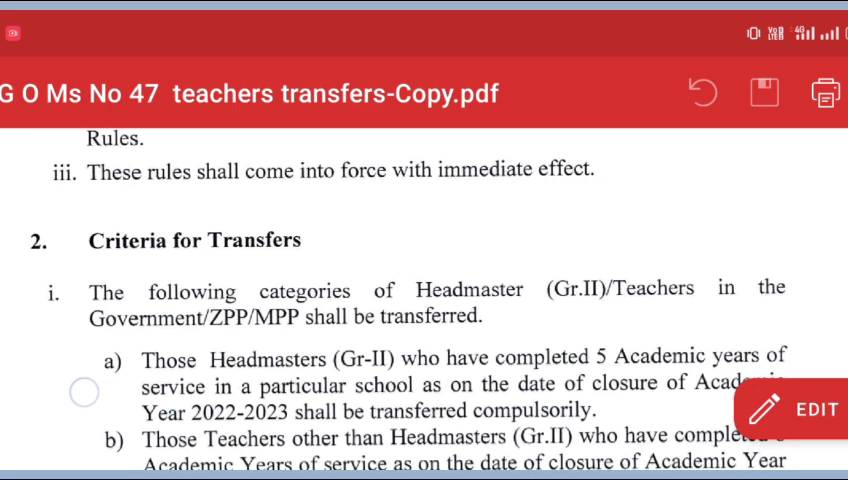 G O Ms No 47 teachers transfers-Copy.pdf
Rules.
iii. These rules shall come into force with immediate effect.
2. Criteria for Transfers
i. The following categories of Headmaster (Gr.II)/Teachers in the
Government/ZPP/MPP shall be transferred.
a) Those Headmasters (Gr-II) who have completed 5 Academic years of
service in a particular school as on the date of closure of
Year 2022-2023 shall be transferred compulsorily.
EDIT
b) Those Teachers other than Headmasters (Gr.II) who have
Academic Years of service as on the date of closure of Academic Year